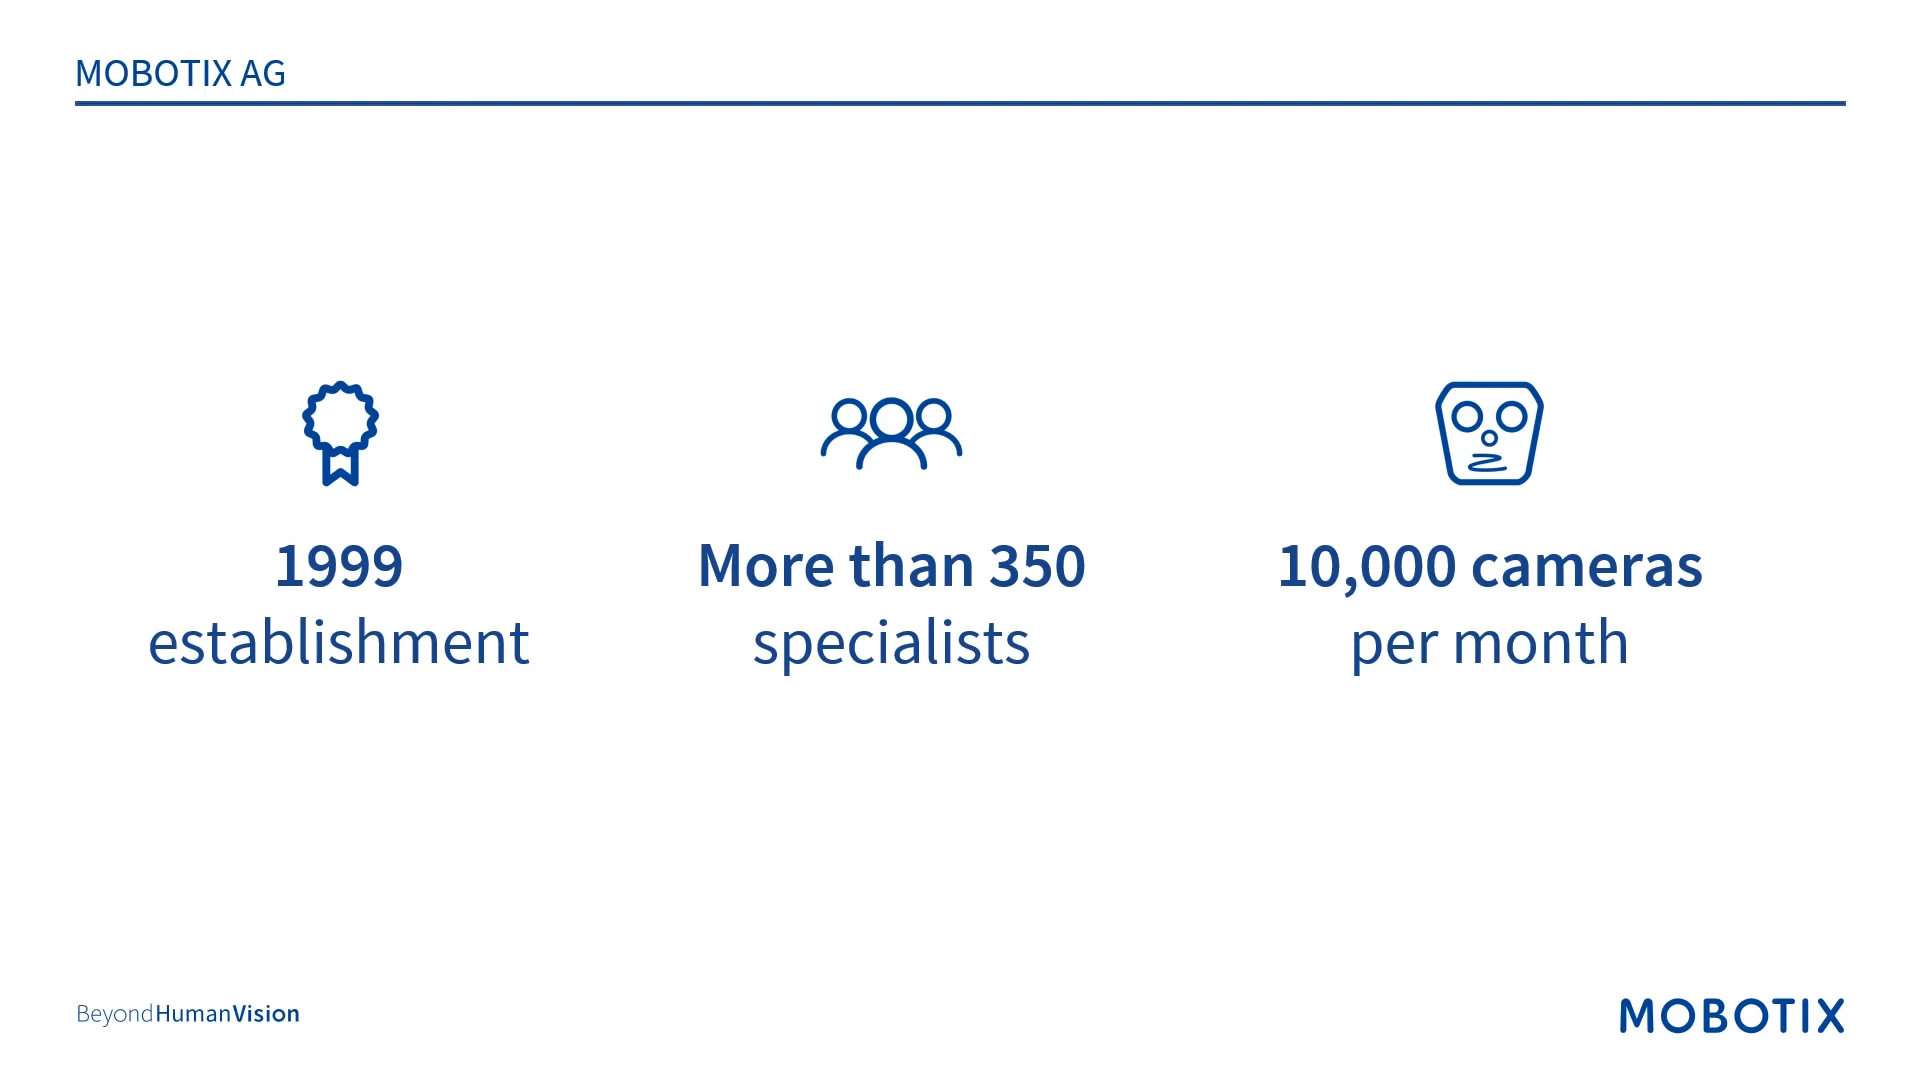 MOBOTIX AG
1999
establishment
More than 350
specialists
10,000 cameras
per month
BeyondHumanVision
MOBOTIX